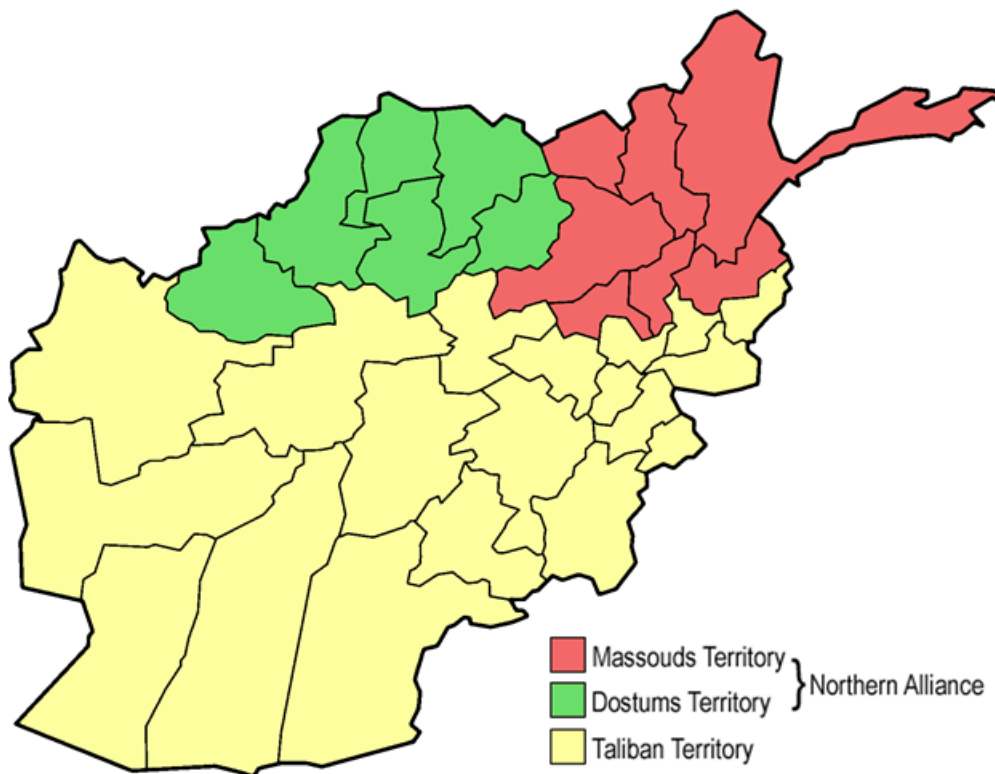 Massouds Territory
Dostums Territory
Northern Alliance
Taliban Territory